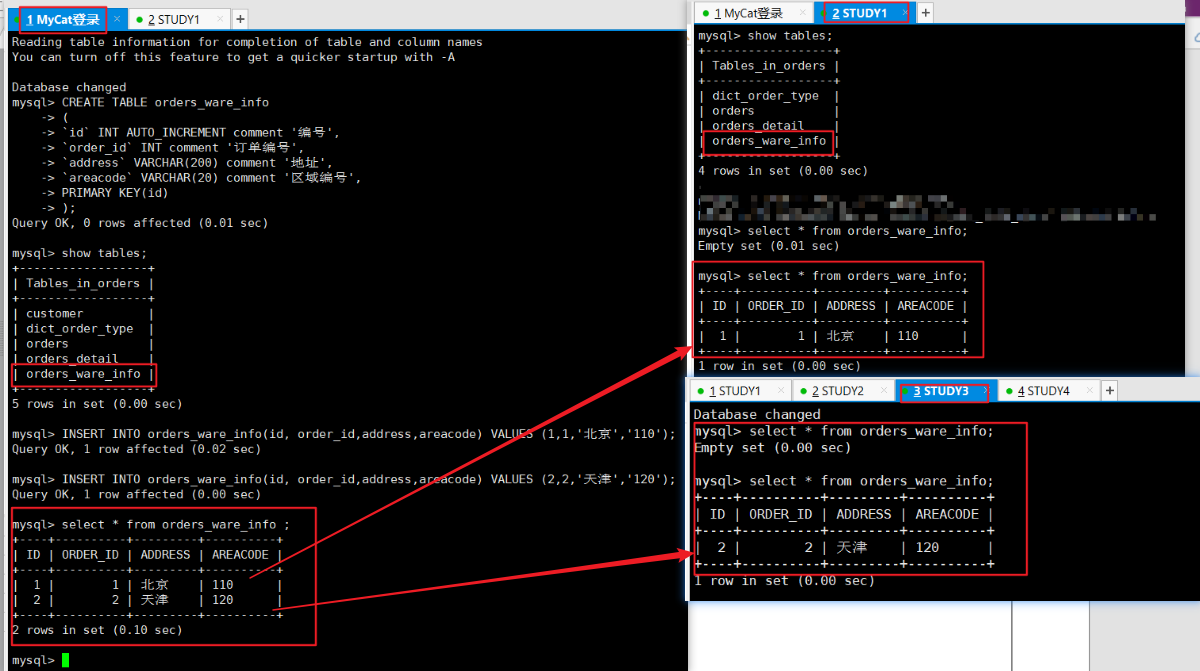 1 MyCat登录 × 2 STUDY1 × +
Reading table information for completion of table and column names
You can turn off this feature to get a quicker startup with -A
Database changed
mysql> CREATE TABLE orders_ware_info
-> (
-> `id` INT AUTO_INCREMENT comment '编号',
-> `order_id` INT comment '订单编号',
-> `address` VARCHAR(200) comment '地址',
-> `areacode` VARCHAR(20) comment '区域编号',
-> PRIMARY KEY(id)
-> );
Query OK, 0 rows affected (0.01 sec)
mysql> show tables;
+------------------+
| Tables_in_orders |
+------------------+
| customer |
| dict_order_type |
| orders |
| orders_detail |
| orders_ware_info |
+------------------+
5 rows in set (0.00 sec)
mysql> INSERT INTO orders_ware_info(id, order_id,address,areacode) VALUES (1,1,'北京','110');
Query OK, 1 row affected (0.02 sec)
mysql> INSERT INTO orders_ware_info(id, order_id,address,areacode) VALUES (2,2,'天津','120');
Query OK, 1 row affected (0.00 sec)
mysql> select * from orders_ware_info ;
+----+----------+---------+----------+
| ID | ORDER_ID | ADDRESS | AREACODE |
+----+----------+---------+----------+
| 1 | 1 | 北京 | 110 |
| 2 | 2 | 天津 | 120 |
+----+----------+---------+----------+
2 rows in set (0.10 sec)
mysql>
1 MyCat登录 × 2 STUDY1 × +
mysql> show tables;
+------------------+
| Tables_in_orders |
+------------------+
| dict_order_type |
| orders |
| orders_detail |
| orders_ware_info |
+------------------+
4 rows in set (0.00 sec)
mysql> select * from orders_ware_info;
Empty set (0.01 sec)
mysql> select * from orders_ware_info;
+----+----------+---------+----------+
| ID | ORDER_ID | ADDRESS | AREACODE |
+----+----------+---------+----------+
| 1 | 1 | 北京 | 110 |
+----+----------+---------+----------+
1 row in set (0.00 sec)
1 STUDY1 × 2 STUDY2 × 3 STUDY3 × 4 STUDY4 × +
Database changed
mysql> select * from orders_ware_info;
Empty set (0.00 sec)
mysql> select * from orders_ware_info;
+----+----------+---------+----------+
| ID | ORDER_ID | ADDRESS | AREACODE |
+----+----------+---------+----------+
| 2 | 2 | 天津 | 120 |
+----+----------+---------+----------+
1 row in set (0.00 sec)